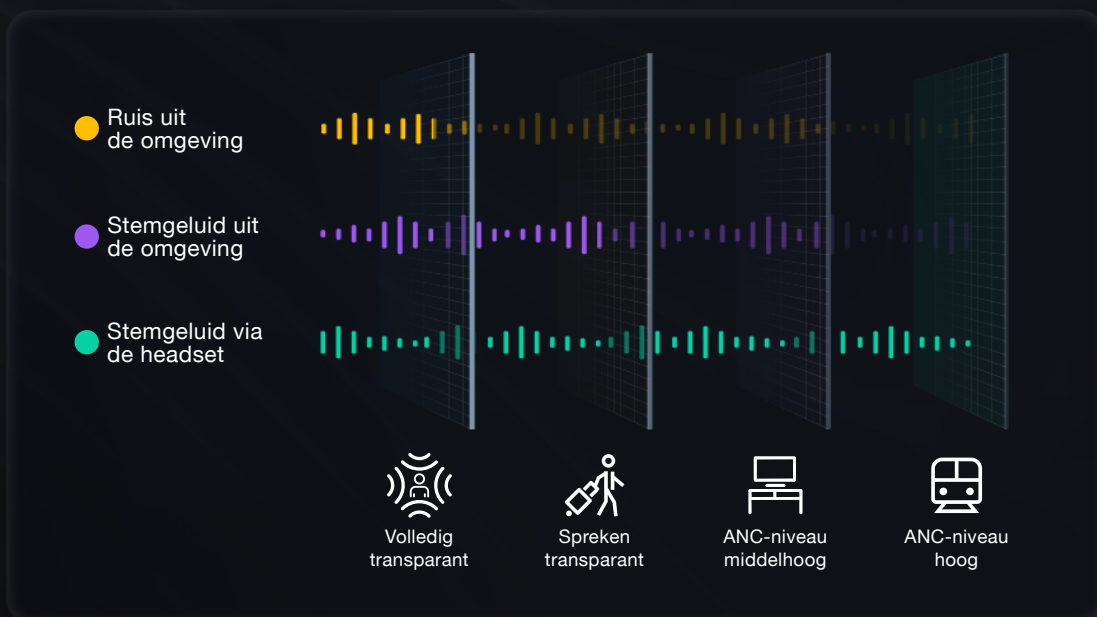 Ruis uit
de omgeving
Stemgeluid uit
de omgeving
Stemgeluid via
de headset
Volledig
transparant
Spreken
transparant
ANC-niveau
middelhoog
ANC-niveau
hoog